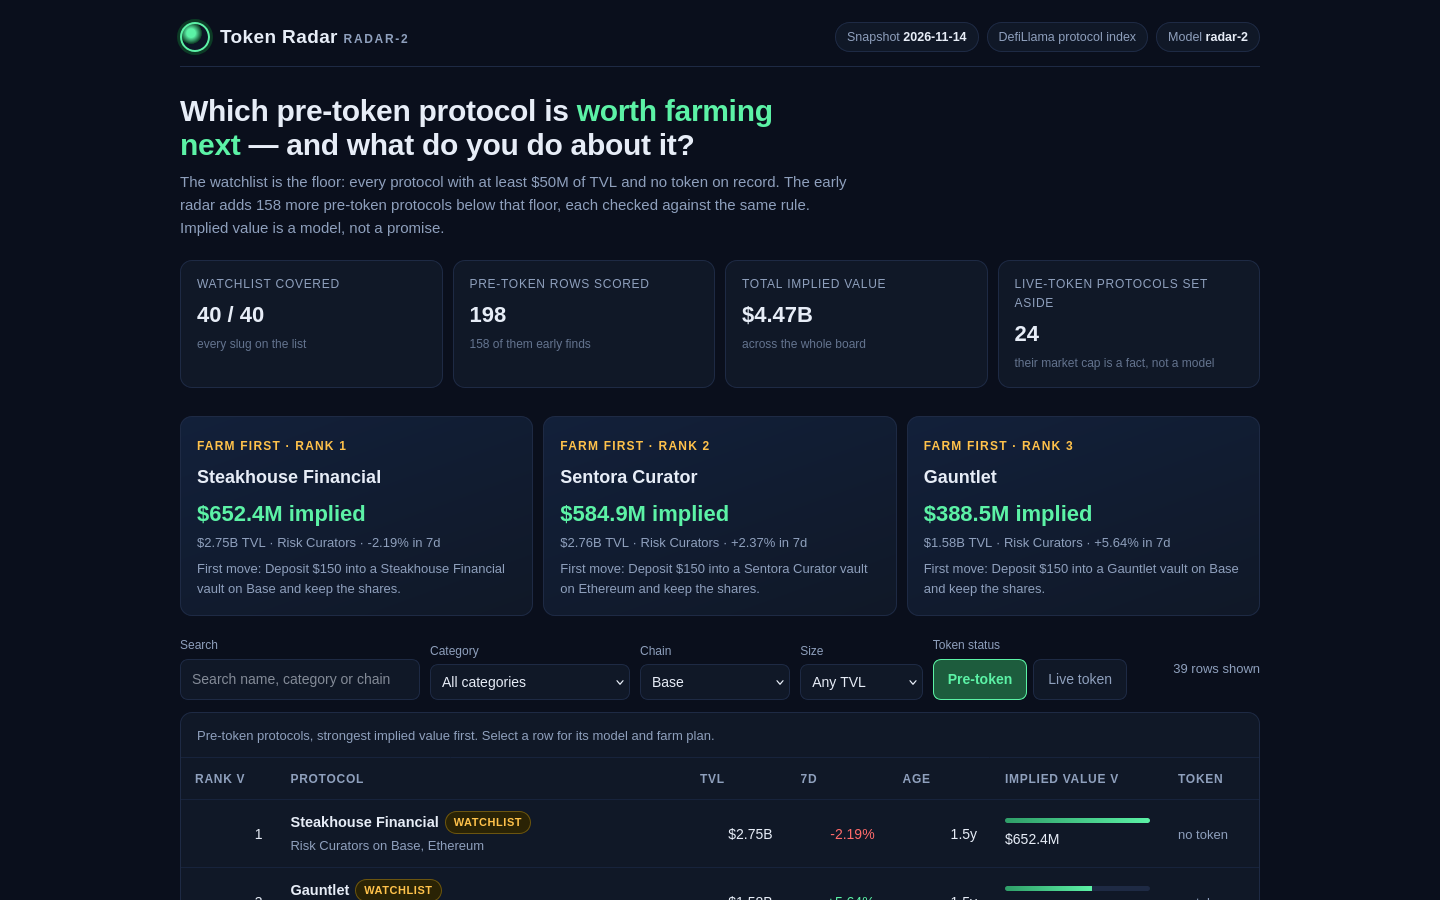 Token Radar RADAR-2
Snapshot 2026-11-14
DefiLlama protocol index
Model radar-2
Which pre-token protocol is worth farming
next — and what do you do about it?
The watchlist is the floor: every protocol with at least $50M of TVL and no token on record. The early
radar adds 158 more pre-token protocols below that floor, each checked against the same rule.
Implied value is a model, not a promise.
WATCHLIST COVERED
40 / 40
every slug on the list
PRE-TOKEN ROWS SCORED
198
158 of them early finds
TOTAL IMPLIED VALUE
$4.47B
across the whole board
LIVE-TOKEN PROTOCOLS SET
ASIDE
24
their market cap is a fact, not a model
FARM FIRST · RANK 1
Steakhouse Financial
$652.4M implied
$2.75B TVL · Risk Curators · -2.19% in 7d
First move: Deposit $150 into a Steakhouse Financial
vault on Base and keep the shares.
FARM FIRST · RANK 2
Sentora Curator
$584.9M implied
$2.76B TVL · Risk Curators · +2.37% in 7d
First move: Deposit $150 into a Sentora Curator vault
on Ethereum and keep the shares.
FARM FIRST · RANK 3
Gauntlet
$388.5M implied
$1.58B TVL · Risk Curators · +5.64% in 7d
First move: Deposit $150 into a Gauntlet vault on Base
and keep the shares.
Search
Search name, category or chain
Category
All categories
Chain
Base
Size
Any TVL
Token status
Pre-token
Live token
39 rows shown
Pre-token protocols, strongest implied value first. Select a row for its model and farm plan.
RANK V PROTOCOL TVL 7D AGE IMPLIED VALUE V TOKEN
1 Steakhouse Financial WATCHLIST $2.75B -2.19% 1.5y $652.4M no token
Risk Curators on Base, Ethereum
Gauntlet WATCHLIST